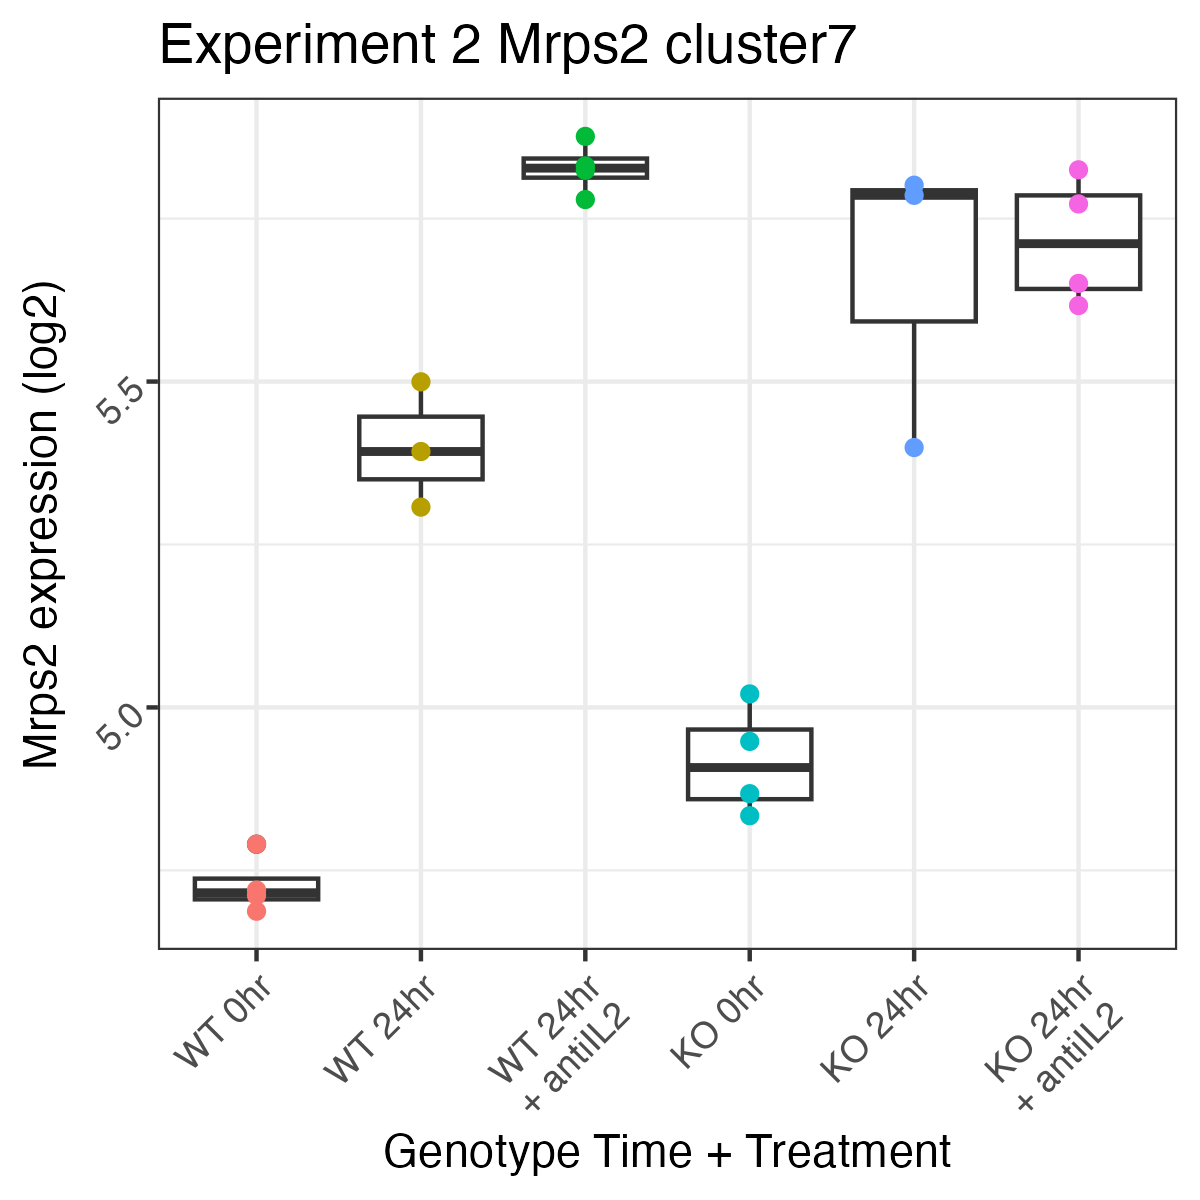 Experiment 2 Mrps2 cluster7
Mrps2 expression (log2)
5.5
5.0
WT 0hr
WT 24hr
WT 24hr
+ antiIL2
KO 0hr
KO 24hr
KO 24hr
+ antiIL2
Genotype Time + Treatment